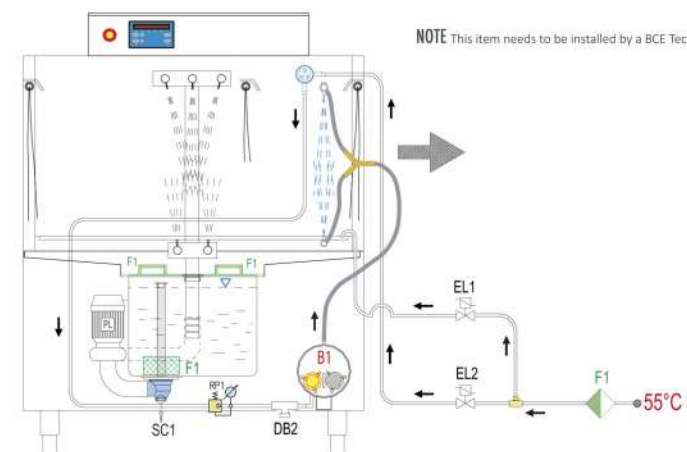 NOTE This item needs to be installed by a BCE Tec
F1
F1
EL1
PL
F1
B1
EL2
F1
55°C
RP1
SC1
DB2